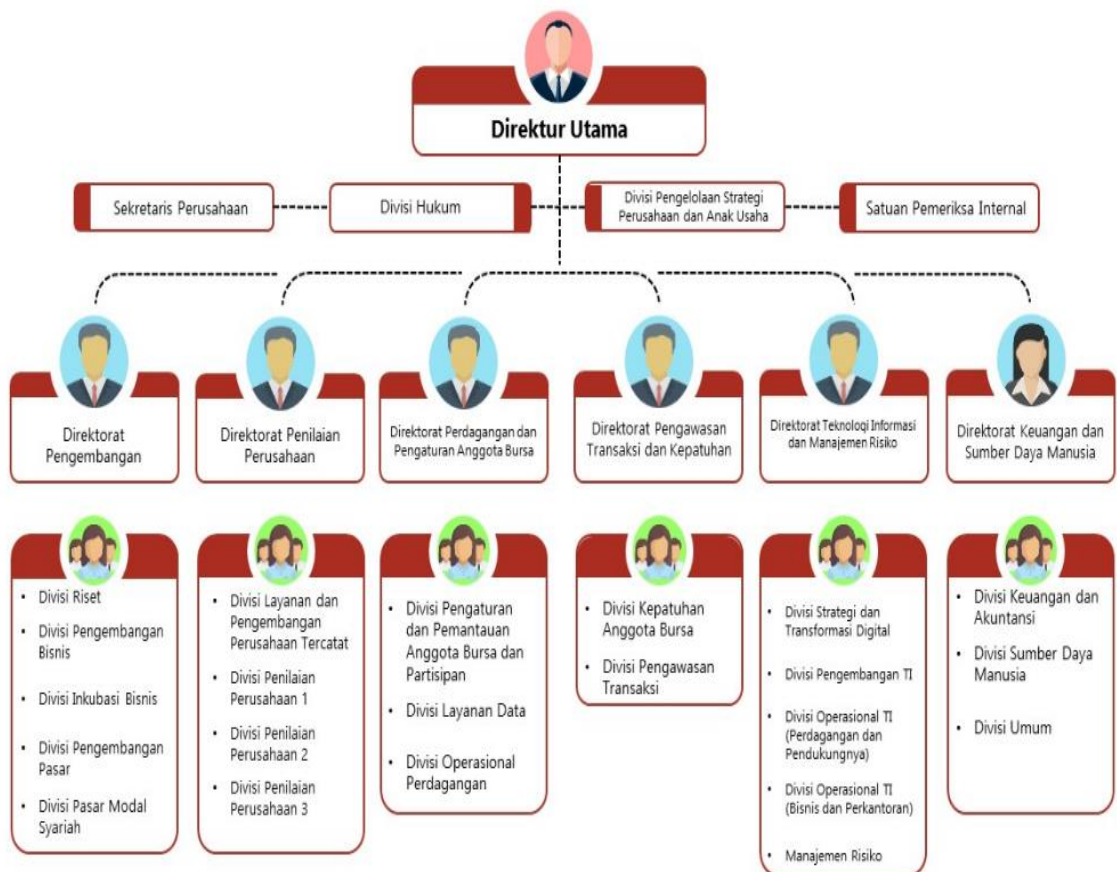 Direktur Utama
Sekretaris Perusahaan
Divisi Hukum
Divisi Pengelolaan Strategi
Perusahaan dan Anak Usaha
Satuan Pemeriksa Internal
Direktorat
Pengembangan
Direktorat Penilaian
Perusahaan
Direktorat Perdagangan dan
Pengaturan Anggota Bursa
Direktorat Pengawasan
Transaksi dan Kepatuhan
Direktorat Teknologi Informasi
dan Manajemen Risiko
Direktorat Keuangan dan
Sumber Daya Manusia
• Divisi Riset
• Divisi Pengembangan
Bisnis
• Divisi Inkubasi Bisnis
• Divisi Pengembangan
Pasar
• Divisi Pasar Modal
Syariah
• Divisi Layanan dan
Pengembangan
Perusahaan Tercatat
• Divisi Penilaian
Perusahaan 1
• Divisi Penilaian
Perusahaan 2
• Divisi Penilaian
Perusahaan 3
• Divisi Pengaturan
dan Pemantauan
Anggota Bursa dan
Partisipan
• Divisi Layanan Data
• Divisi Operasional
Perdagangan
• Divisi Kepatuhan
Anggota Bursa
• Divisi Pengawasan
Transaksi
• Divisi Strategi dan
Transformasi Digital
• Divisi Pengembangan TI
• Divisi Operasional TI
(Perdagangan dan
Pendukungnya)
• Divisi Operasional TI
(Bisnis dan Perkantoran)
• Manajemen Risiko
• Divisi Keuangan dan
Akuntansi
• Divisi Sumber Daya
Manusia
• Divisi Umum